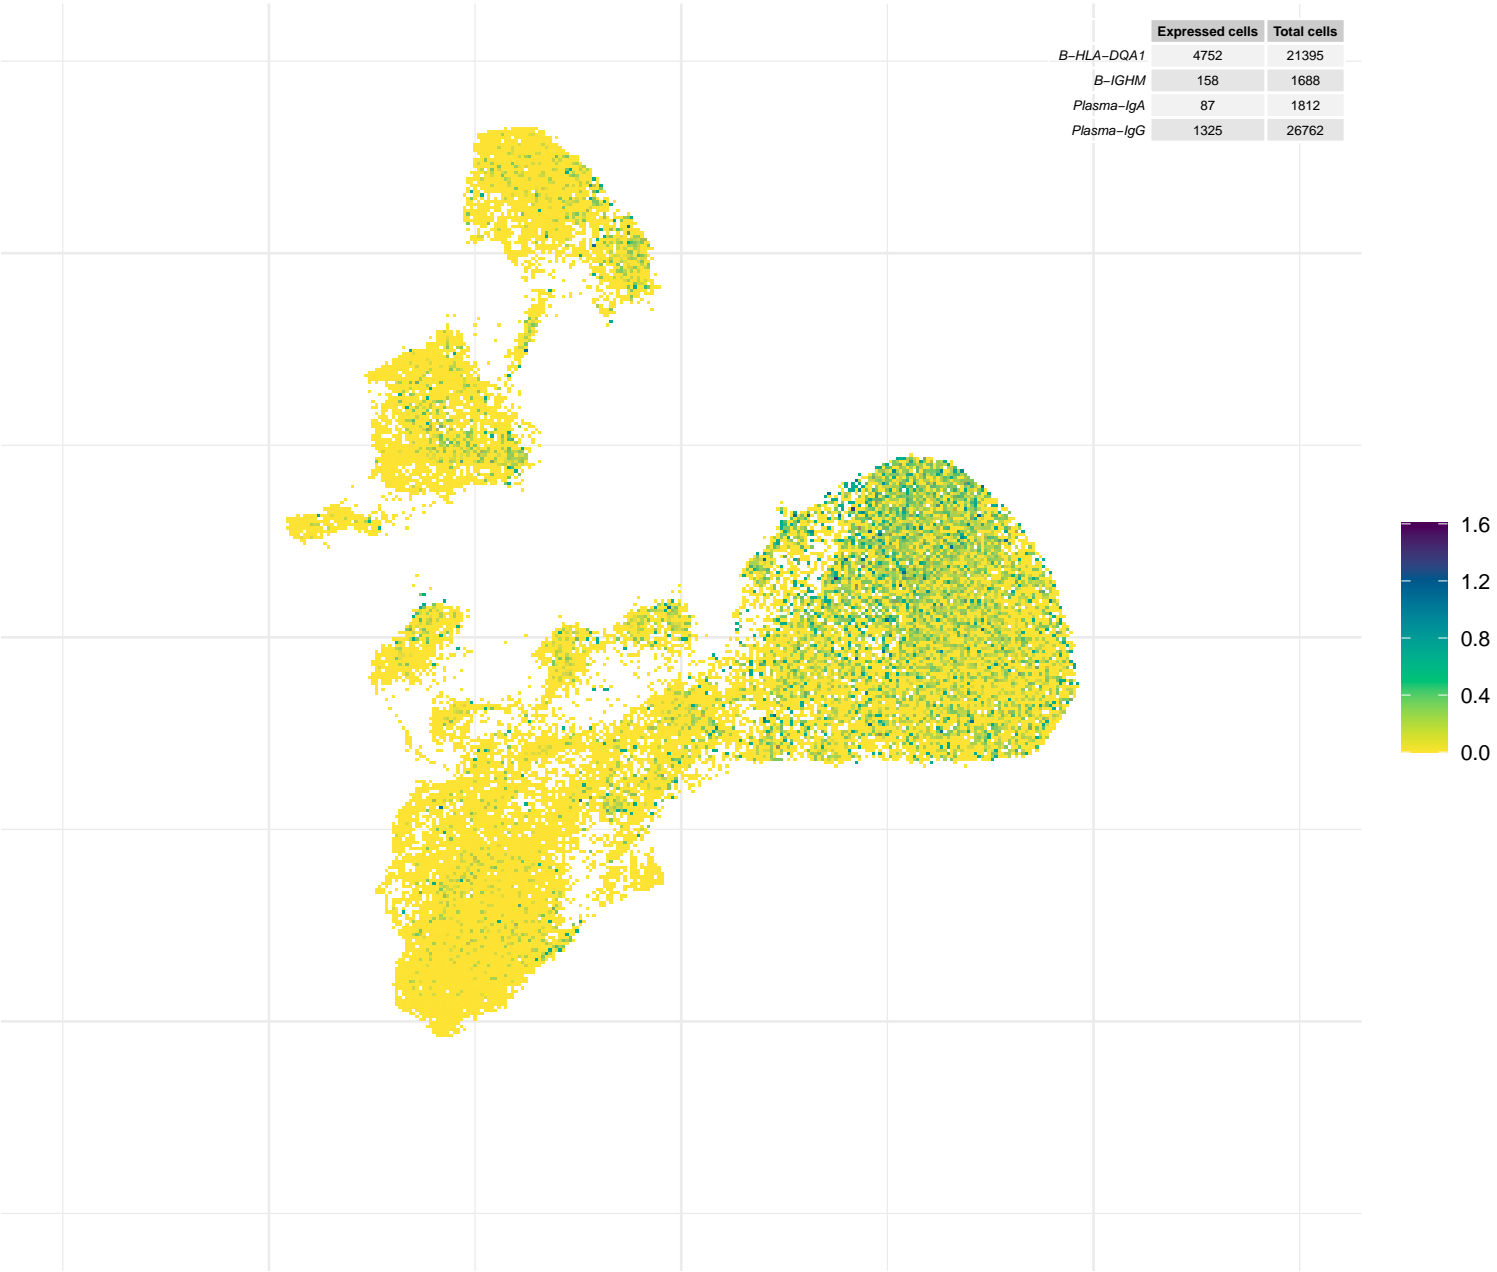 Expressed cells Total cells
B−HLA−DQA1 4752 21395
B−IGHM 158 1688
Plasma−IgA 87 1812
Plasma−IgG 1325 26762
1.6
1.2
0.8
0.4
0.0